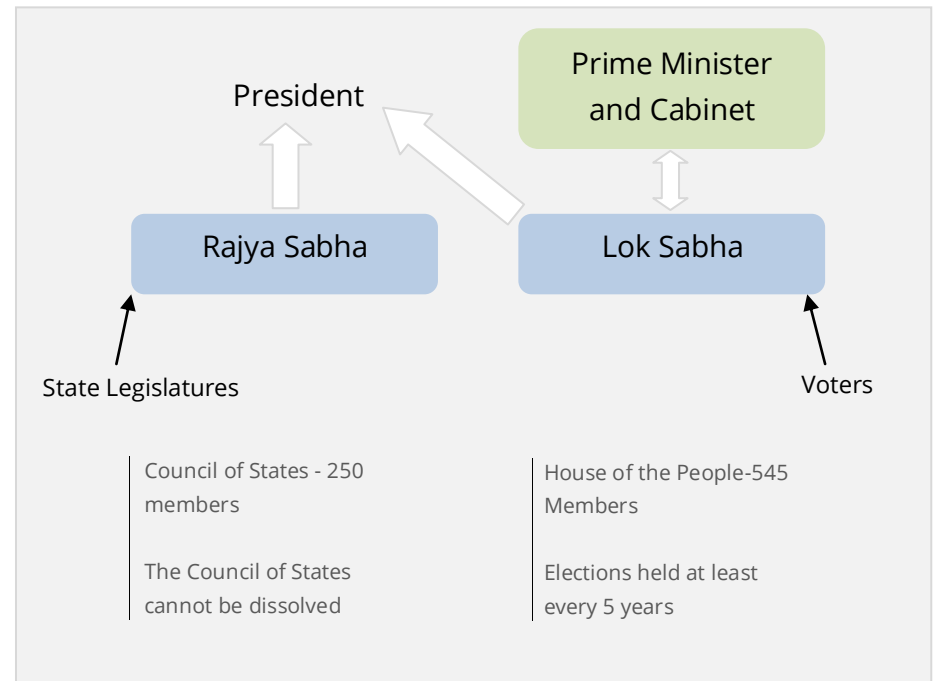 Prime Minister
and Cabinet
President
Rajya Sabha
Lok Sabha
State Legislatures
Voters
Council of States - 250
members
The Council of States
cannot be dissolved
House of the People-545
Members
Elections held at least
every 5 years